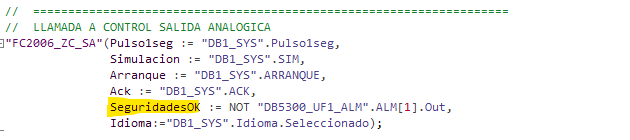 //  ============================================================
//  LLAMADA A CONTROL SALIDA ANALOGICA
"FC2006_ZC_SA"(Pulso1seg := "DB1_SYS".Pulso1seg,
Simulacion := "DB1_SYS".SIM,
Arranque := "DB1_SYS".ARRANQUE,
Ack := "DB1_SYS".ACK,
SeguridadesOK := NOT "DB5300_UF1_ALM".ALM[1].Out,
Idioma:="DB1_SYS".Idioma.Seleccionado);